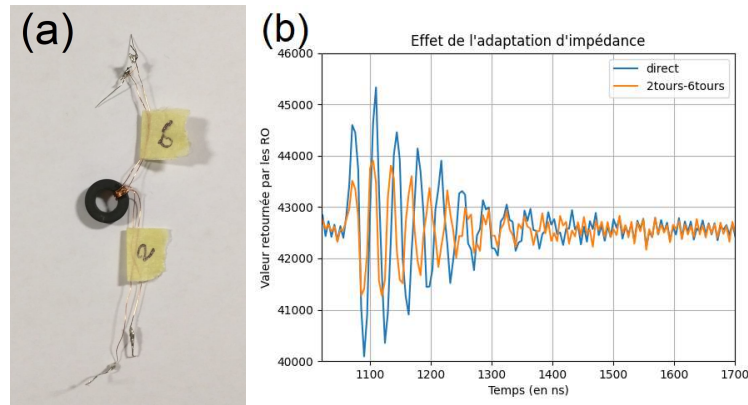 (a)
6
2
(b)
Effet de l'adaptation d'impédance
46000
45000
44000
43000
42000
41000
40000
Valeur retournée par les RO
direct
2tours-6tours
1100
1200
1300
1400
1500
1600
1700
Temps (en ns)